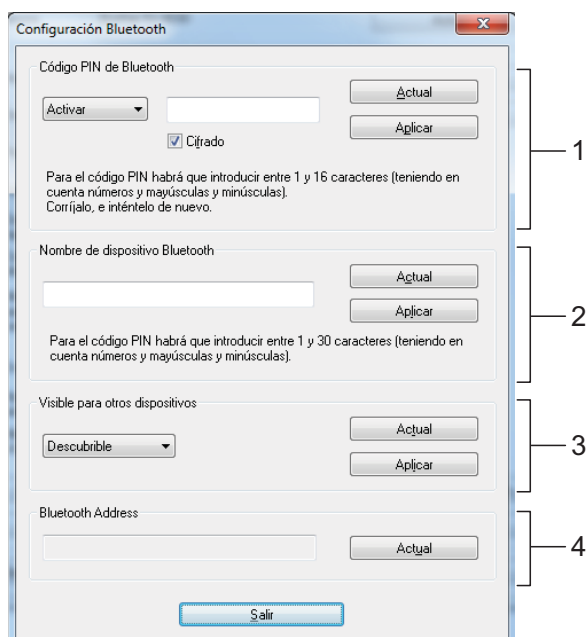 Configuración Bluetooth
Código PIN de Bluetooth
Activar
Actual
Cifrado
Aplicar
Para el código PIN habrá que introducir entre 1 y 16 caracteres (teniendo en
cuenta números y mayúsculas y minúsculas).
Corríjalo, e inténtelo de nuevo.
1
Nombre de dispositivo Bluetooth
Actual
Aplicar
Para el código PIN habrá que introducir entre 1 y 30 caracteres (teniendo en
cuenta números y mayúsculas y minúsculas).
2
Visible para otros dispositivos
Descubrible
Actual
Aplicar
3
Bluetooth Address
Actual
4
Salir